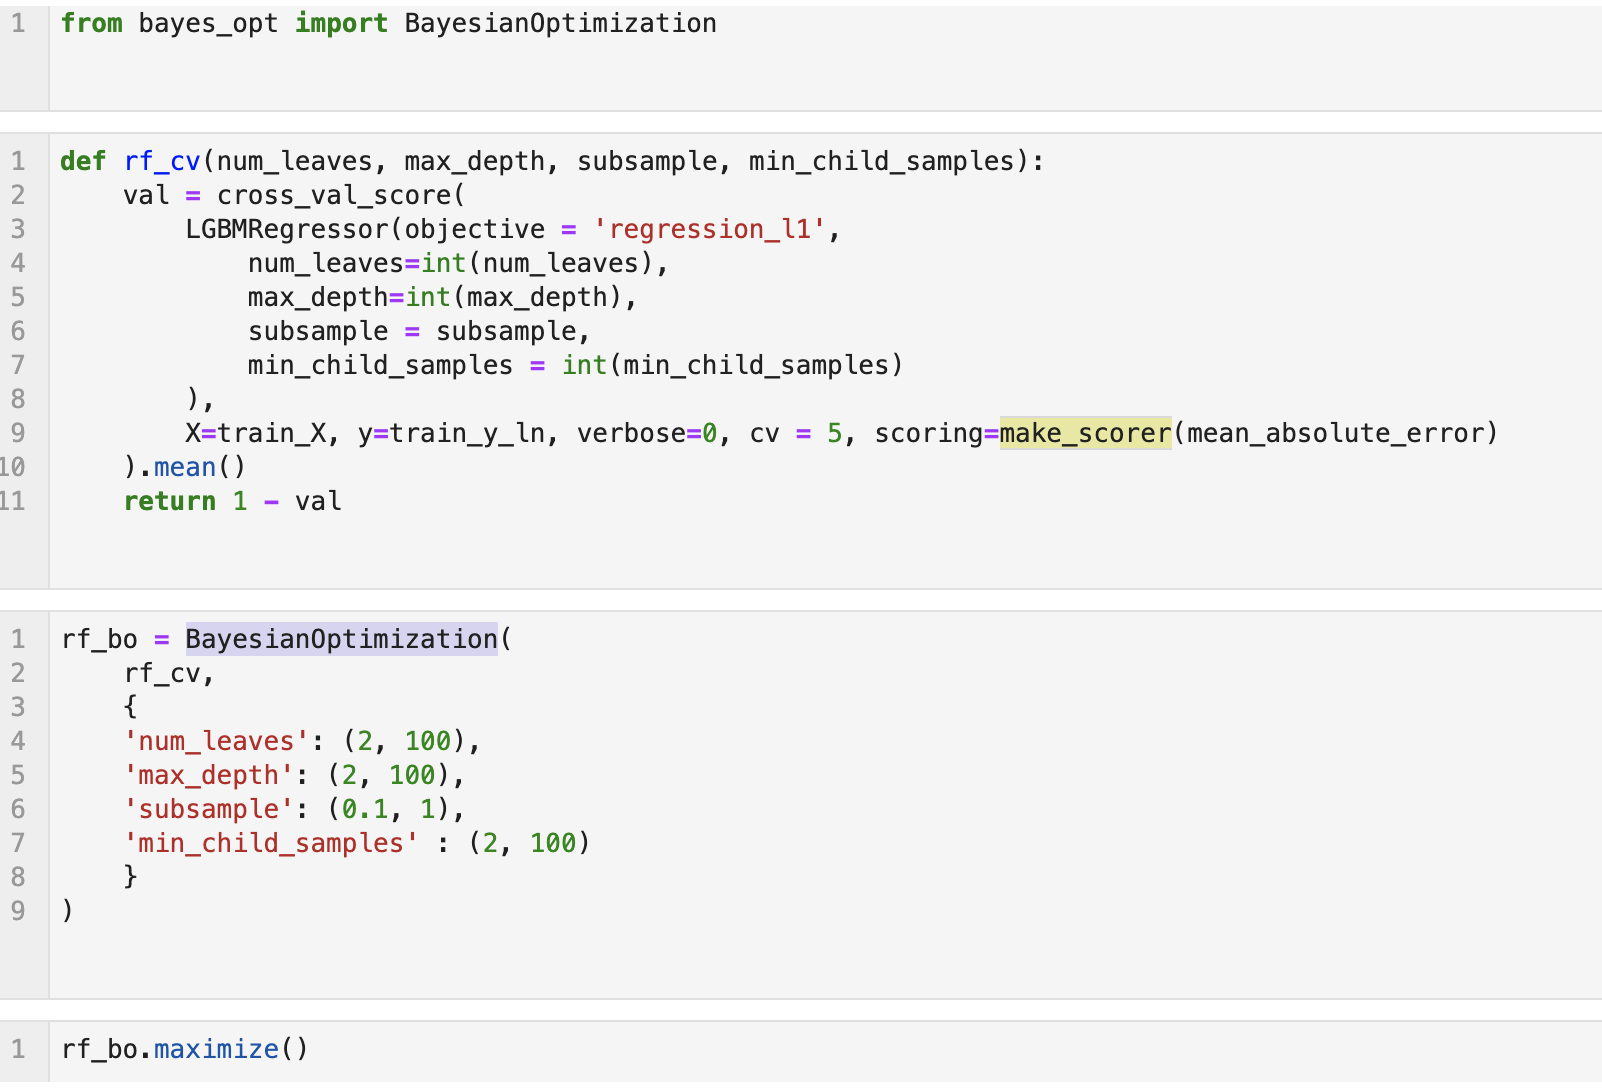 1 from bayes_opt import BayesianOptimization
1 def rf_cv(num_leaves, max_depth, subsample, min_child_samples):
2     val = cross_val_score(
3         LGBMRegressor(objective = 'regression_l1',
4             num_leaves=int(num_leaves),
5             max_depth=int(max_depth),
6             subsample = subsample,
7             min_child_samples = int(min_child_samples)
8         ),
9         X=train_X, y=train_y_ln, verbose=0, cv = 5, scoring=make_scorer(mean_absolute_error)
10     ).mean()
11     return 1 - val
1 rf_bo = BayesianOptimization(
2     rf_cv,
3     {
4     'num_leaves': (2, 100),
5     'max_depth': (2, 100),
6     'subsample': (0.1, 1),
7     'min_child_samples' : (2, 100)
8     }
9 )
1 rf_bo.maximize()